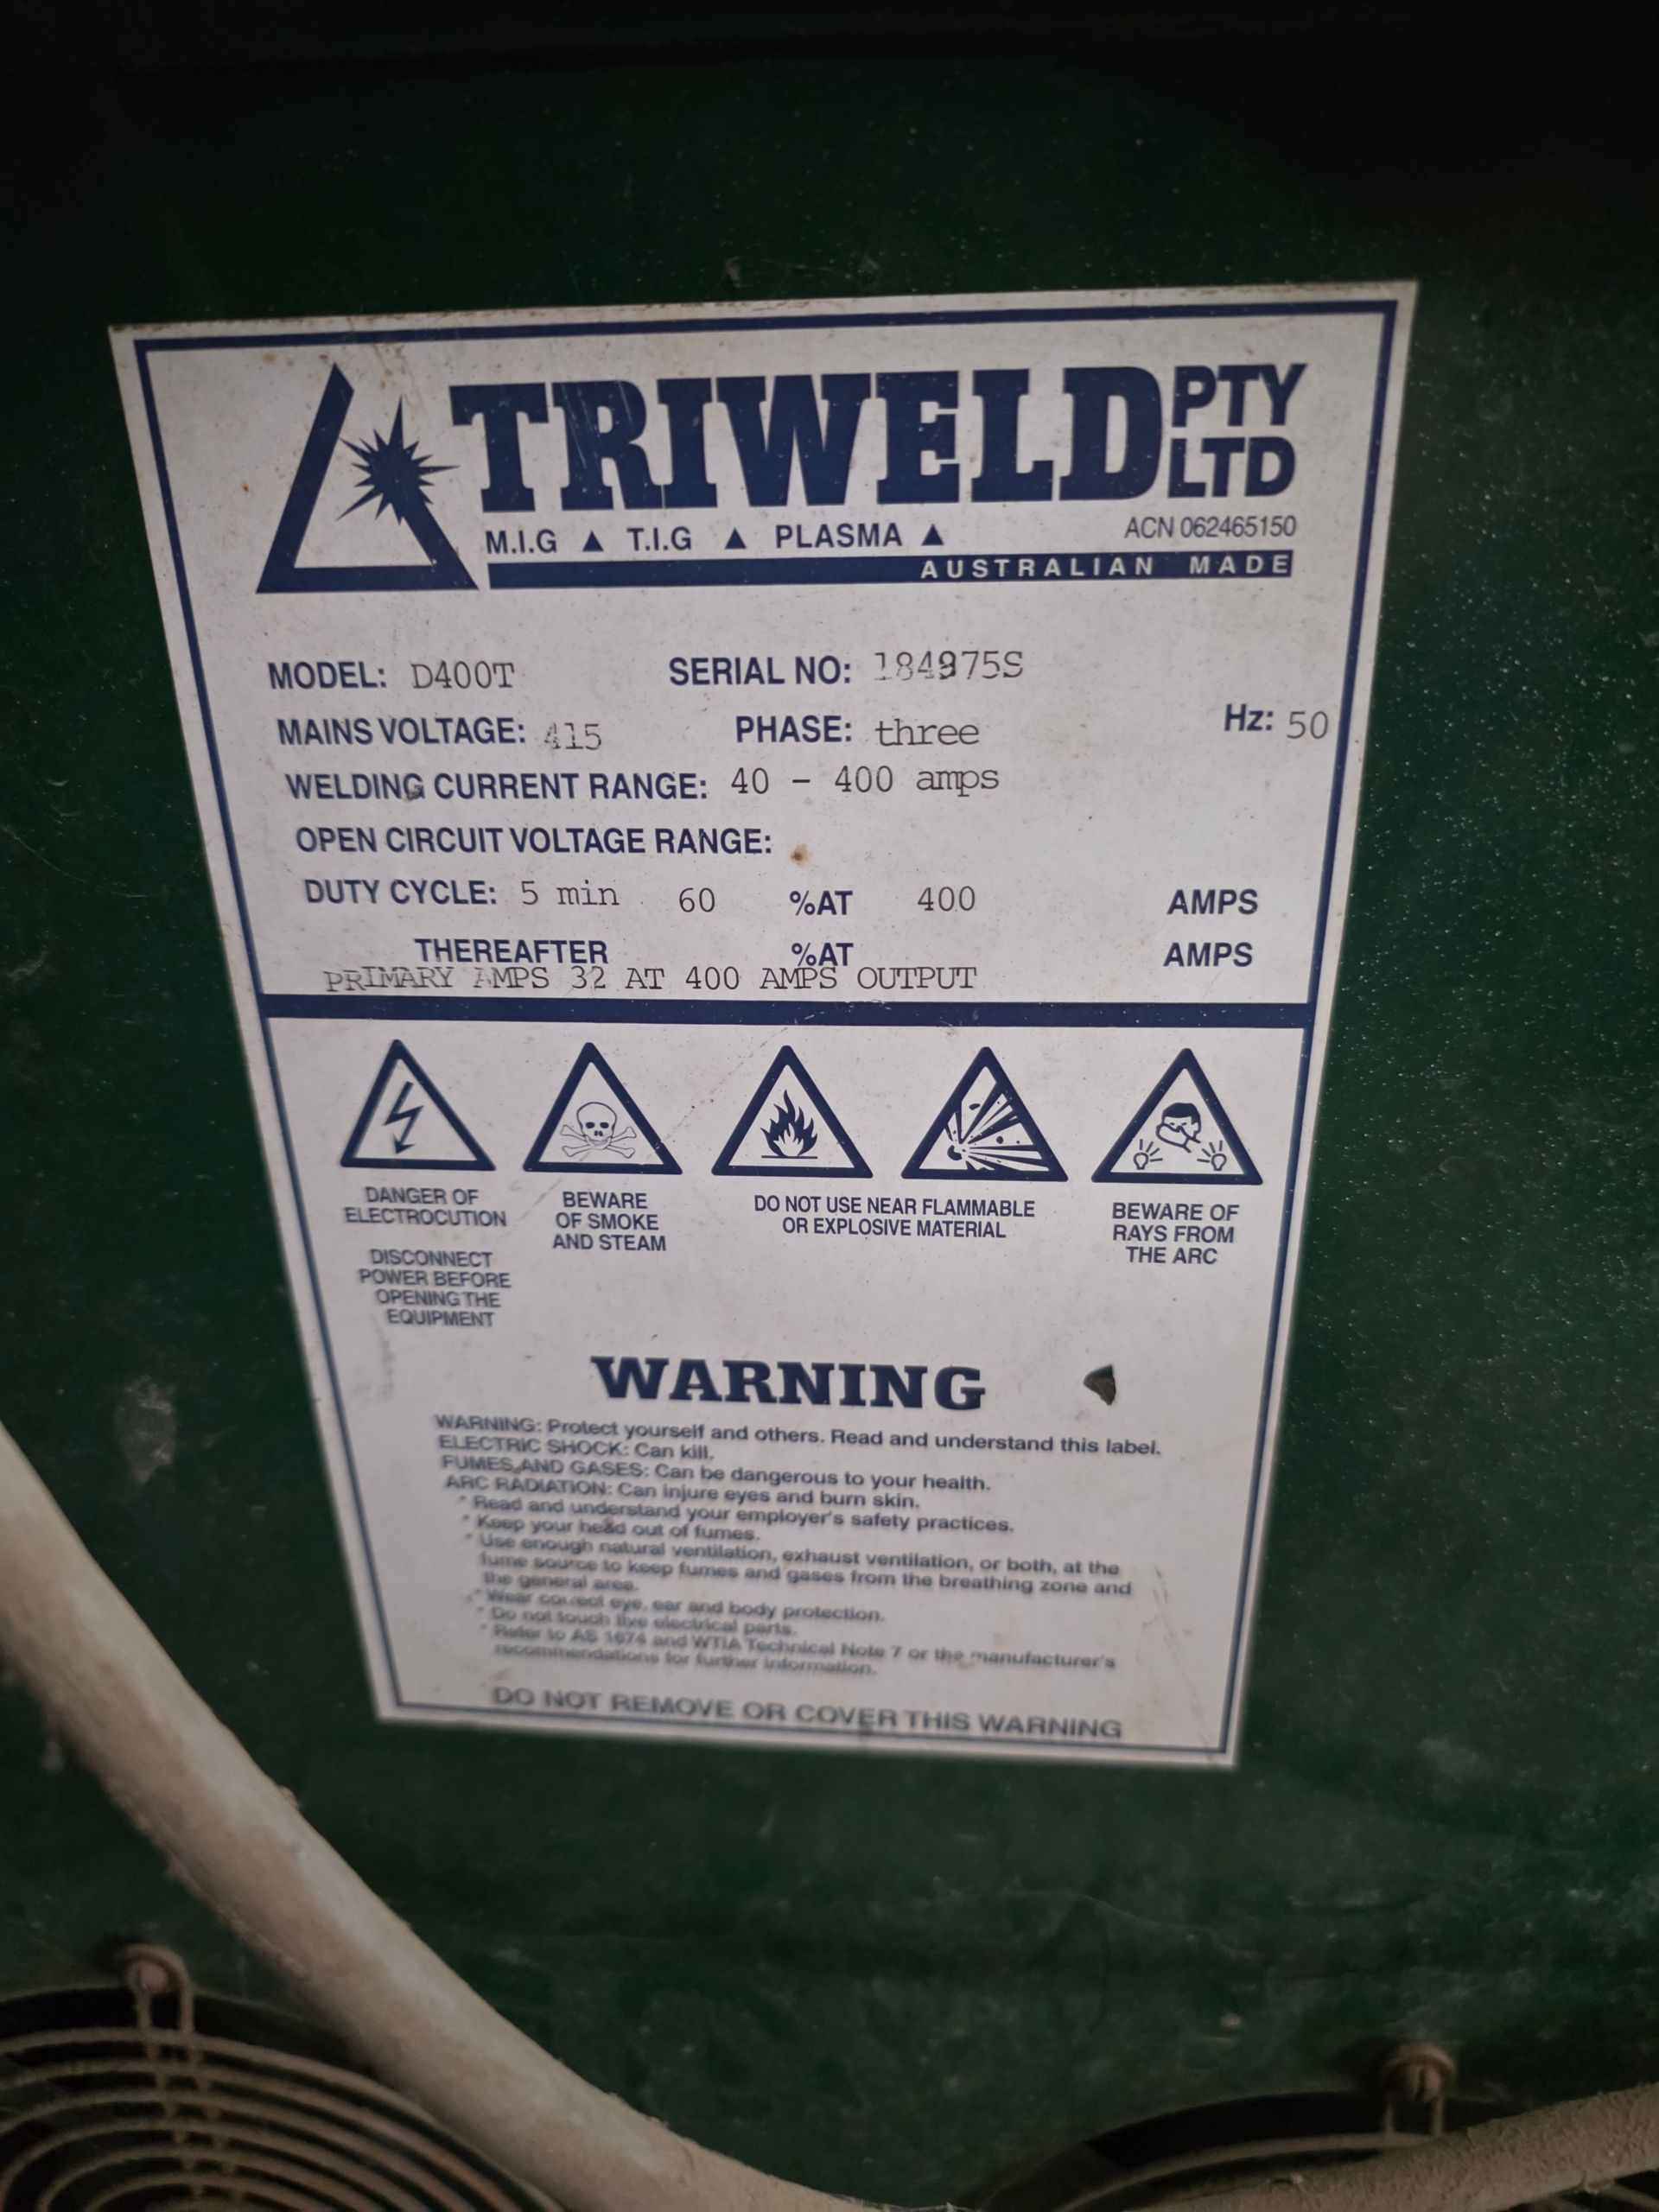 TRIWELD PTY LTD
M.I.G ▲ T.I.G ▲ PLASMA ▲ ACN 062465150
AUSTRALIAN MADE
MODEL: D400T SERIAL NO: 184975S
MAINS VOLTAGE: 415 PHASE: three Hz: 50
WELDING CURRENT RANGE: 40 - 400 amps
OPEN CIRCUIT VOLTAGE RANGE:
DUTY CYCLE: 5 min 60 %AT 400 AMPS
THEREAFTER %AT AMPS
PRIMARY AMPS 32 AT 400 AMPS OUTPUT
DANGER OF
ELECTROCUTION
DISCONNECT
POWER BEFORE
OPENING THE
EQUIPMENT
BEWARE
OF SMOKE
AND STEAM
DO NOT USE NEAR FLAMMABLE
OR EXPLOSIVE MATERIAL
BEWARE OF
RAYS FROM
THE ARC
WARNING
WARNING: Protect yourself and others. Read and understand this label.
ELECTRIC SHOCK: Can kill.
FUMES AND GASES: Can be dangerous to your health.
ARC RADIATION: Can injure eyes and burn skin.
* Read and understand your employer's safety practices.
* Keep your head out of fumes.
* Use enough natural ventilation, exhaust ventilation, or both, at the
fume source to keep fumes and gases from the breathing zone and
the general area.
* Wear correct eye, ear and body protection.
* Do not touch live electrical parts.
* Refer to AS 1674 and WTIA Technical Note 7 or the manufacturer's
recommendations for further information.
DO NOT REMOVE OR COVER THIS WARNING